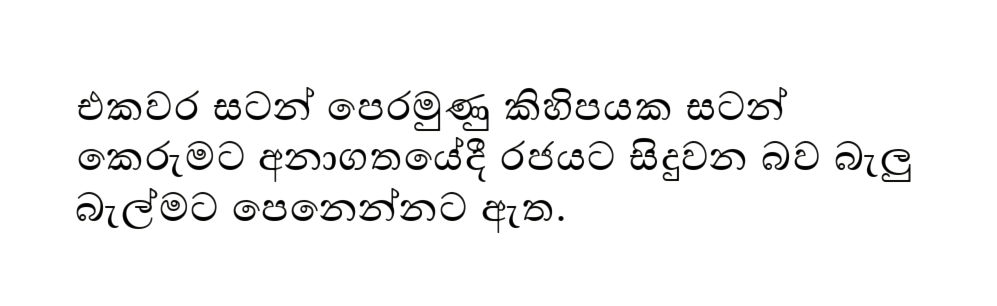 එකවර සටන් පෙරමුණු කිහිපයක සටන්
කෙරුමට අනාගතයේදී රජයට සිදුවන බව බැලු
බැල්මට පෙනෙන්නට ඇත.